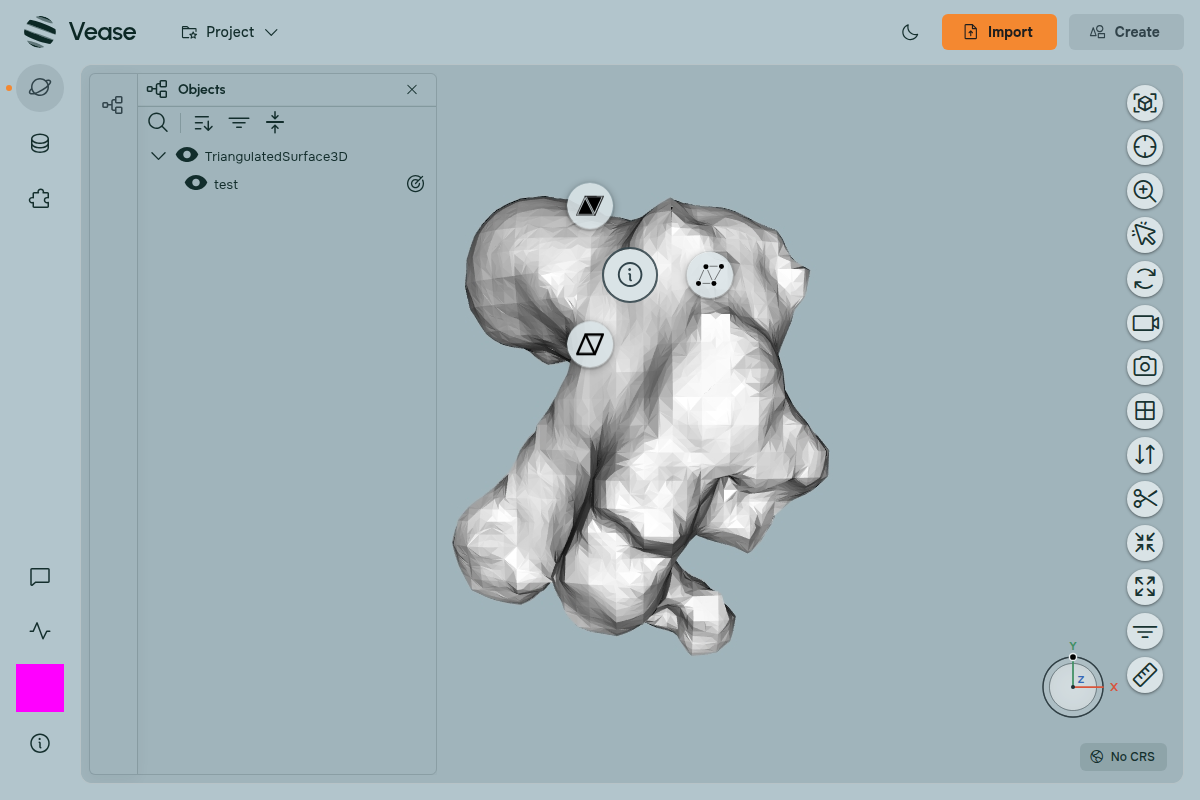 Vease
Project
Import
Create
Objects
TriangulatedSurface3D
test
Y
Z
X
No CRS